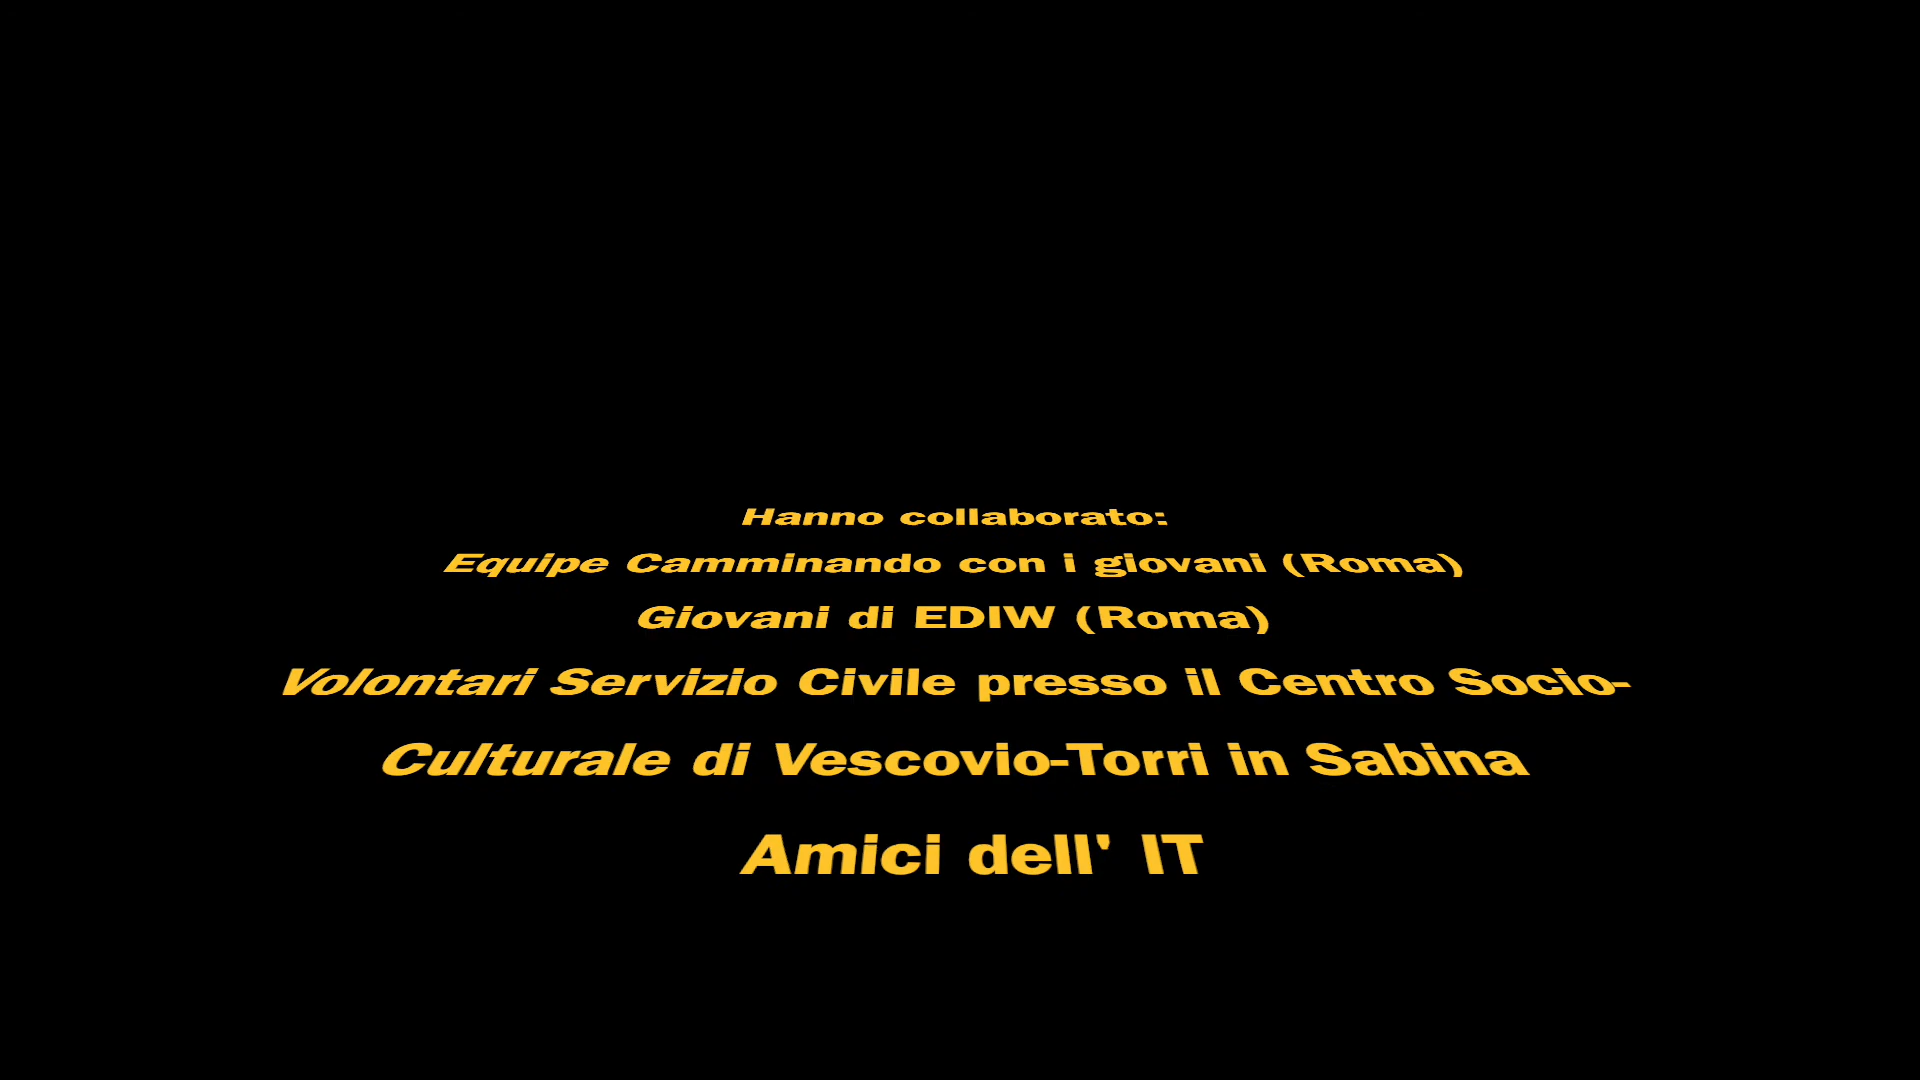 Hanno collaborato:
Equipe Camminando con i giovani (Roma)
Giovani di EDIW (Roma)
Volontari Servizio Civile presso il Centro Socio-
Culturale di Vescovio-Torri in Sabina
Amici dell' IT